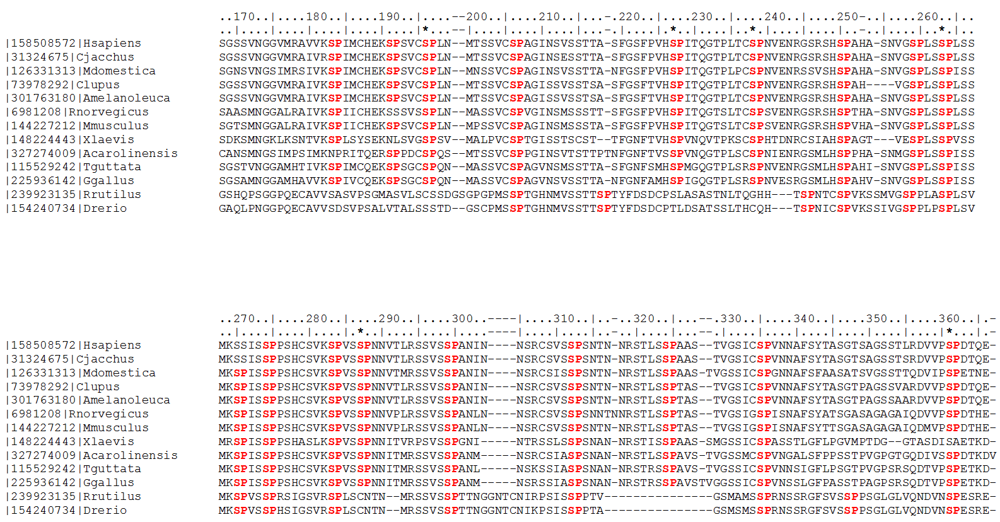 ..170..|....180..|....190..|....--200..|....210..|....-.220..|....230..|....240..|....250-..|....260..|..
..|....|....|....|....|....|*...--|....|....|....|...-.|....|..*.|....|...*|....|....|....|.-...|....|..*.|..
|158508572|Hsapiens SGSSVNGGVMRAVVKSPIMCHEKSPSVCSPLN--MTSSVCSPAGINSVSSTTA-SFGSFPVHSPITQGTPLTCSPNVENRGSRSHSPAHA-SNVGSPLSSPLSS
|31324675|Cjacchus SGSSVNGGVMRAIVRSPIMCHEKSPSVCSPLN--MTSSVCSPAGINSESSTTA-SFGSFPVHSPITQGTPLTCSPNVENRGSRSHSPAHA-SNVGSPLSSPLSS
|126331313|Mdomestica SGNSVNGSIMRSIVKSPIMCHEKSPSVCSPLN--MNSSVCSPAGINSVSSTTA-NFGSFPVHSPITQGTPLPCSPNVENRSSVSHSPAHA-SNVGSPLSSPISS
|73978292|Clupus SGSSVNGGVMRAIVKSPIMCHEKSPSVCSPLN--MTSSVCSPAGISSVSSTSA-SFGSFTVHSPITQGTPLTCSPNVENRGSRSHSPAH----VGSPLSSPLSS
|301763180|Amelanoleuca SGSSVNGGVMRAIVKSPIMCHEKSPSVCSPLN--MTSSVCSPAGISSVSSTSA-SFGSFTVHSPITQGTPLTCSPNVENRGSRSHSPAHA-SNVGSPLSSPLSS
|6981208|Rnorvegicus SAASMNGGALRAIVKSPIICHEKSSSVSSPLN--MASSVCSPVGINSMSSSTT-SFGSFPVHSPITQGTSLTCSPSVENRGSRSHSPTHA-SNVGSPLSSPLSS
|144227212|Mmusculus SGTSMNGGALRAIVKSPIICHEKSPSVCSPLN--MPSSVCSPAGINSMSSSTA-SFGSFPVHSPITQGTSLTCSPSVENRGSRSHSPVHA-SNVGSPLSSPLSS
|148224443|Xlaevis SDKSMNGKLKSNTVKSPLSYSEKNLSVGSPSV--MALPVCSPTGISSTSCST--TFGNFTVHSPVNQVTPKSCSPHTDNRCSIAHSPAGT---VESPLSSPVSS
|327274009|Acarolinensis CANSMNGSIMPSIMKNPRITQERSPPDCSPQS--MTSSVCSPPGINSVTSTTPTNFGNFTVSSPVNQGTPLSCSPNIENRGSMLHSPPHA-SNMGSPLSSPISS
|115529242|Tguttata SGSTVNGGAMHTIVKSPIMCQEKSPSGCSPQN--MASSVCSPAGVNSMSSTTA-SFGNFSMHSPMGQGTPLSRSPNVENRGSMLHSPAHI-SNVGSPLSSPISS
|225936142|Ggallus SGSAMNGGAMHAVVKSPIVCQEKSPSGCSPQN--MASSVCSPAGVNSVSSTTA-NFGNFAMHSPIGQGTPLSRSPNVESRGSMLHSPAHV-SNVGSPLSSPISS
|239923135|Rrutilus GSHQPSGGPQECAVVSASVPSGMASVLSCSSDGSGPGPMSSPTGHNMVSSTTSPTYFDSDCPSLASASTNLTQGHH---TSPNTCSPVKSSMVGSPPLASPLSV
|154240734|Drerio GAQLPNGGPQECAVVSDSVPSALVTALSSSTD--GSCPMSSPTGHNMVSSTTSPTYFDSDCPTLDSATSSLTHCQH---TSPNICSPVKSSIVGSPPLPSPLSV
..270..|....280..|....290..|....300..----|....310..|..-..320..|....--330..|....340..|....350..|....360..|.-
..|....|....|....|.*..|....|....|....----|....|....|..-..|....|....--.|....|....|....|....|....|....|*...|.-
|158508572|Hsapiens MKSSISSPPSHCSVKSPVSSPNNVTLRSSVSSPANIN----NSRCSVSSPSNTN-NRSTLSSPAAS--TVGSICSPVNNAFSYTASGTSAGSSTLRDVVPSPDTQE-
|31324675|Cjacchus MKSSISSPPSHCSVKSPVSSPNNVTLRSSVSSPANIN----NSRCSVSSPSNTN-NRSTLSSPAAS--TVGSICSPVNNAFSYTASGTSAGSSTSRDVVPSPDTQE-
|126331313|Mdomestica MKSPISSPPSHCSVKSPVSSPNNVTMRSSVSSPANIN----NSRCSISSPSNTN-NRSTLSSPAAS-TVGSSICSPGNNAFSFAASATSVGSSTTQDVIPSPETNE-
|73978292|Clupus MKSPISSPPSHCSVKSPVSSPNNVTLRSSVSSPANIN----NSRCSVSSPSNTN-NRSTLSSPTAS--TVGSICSPVNNAFSYTASGTPAGSSVARDVVPSPDTQE-
|301763180|Amelanoleuca MKSPISSPPSHCSVKSPVSSPNNVTLRSSVSSPANIN----NSRCSVSSPSNTN-NRSTLSSPTAS--TVGSICSPVNNAFSYTASGTPAGSSAARDVVPSPDTQE-
|6981208|Rnorvegicus MKSPISSPPSHCSVKSPVSSPNNVPLRSSVSSPANLN----NSRCSVSSPSNNTNNRSTLSSPTAS--TVGSIGSPISNAFSYATSGASAGAGAIQDVVPSPDTHE-
|144227212|Mmusculus MKSPISSPPSHCSVKSPVSSPNNVPLRSSVSSPANLN----NSRCSVSSPSNTN-NRSTLSSPTAS--TVGSIGSPISNAFSYTTSGASAGAGAIQDMVPSPDTHE-
|148224443|Xlaevis MRSPISSPPSHASLKSPVSSPNNITVRPSVSSPGNI-----NTRSSLSSPSNAN-NRSTISSPAAS-SMGSSICSPASSTLGFLPGVMPTDG--GTASDISAETKD-
|327274009|Acarolinensis MKSPISSPPSHCSVKSPVSSPNNITMRSSVSSPANM-----NSRCSIASPSNAN-NRSTLSSPAVS-TVGSSMCSPVNGALSFPPSSTPVGPGTGQDIVSSPDTKDV
|115529242|Tguttata MKSPISSPPSHCSVKSPVSSPNNITMRSSVSSPANL-----NSKSSIASPSNAN-NRSTRSSPAVS-TVGSSICSPVNNSIGFLPSGTPVGPSRSQDTVPSPETKD-
|225936142|Ggallus MKSPISSPPSHCSVKSPVSSPNNITMRSSVSSPANM-----NSRSSIASPSNAN-NRSTRSSPAVSTVGGSSICSPVNSSLGFPASSTPAGPSRSQDTVPSPETKD-
|239923135|Rrutilus MKSPVSSPRSIGSVRSPLSCNTN--MRSSVSSPTTNGGNTCNIRPSISSPPTV---------------GSMAMSSPRNSSRGFSVSSPPSGLGLVQNDVNSPESRE-
|154240734|Drerio MKSPVSSPHSIGSVRSPLSCNTN--MRSSVSSPTTNGGNTCNIKPSISSPPTA---------------GSMSMSSPRNSSRGFSVSSPPSGLGLVQNDVNSPESRE-